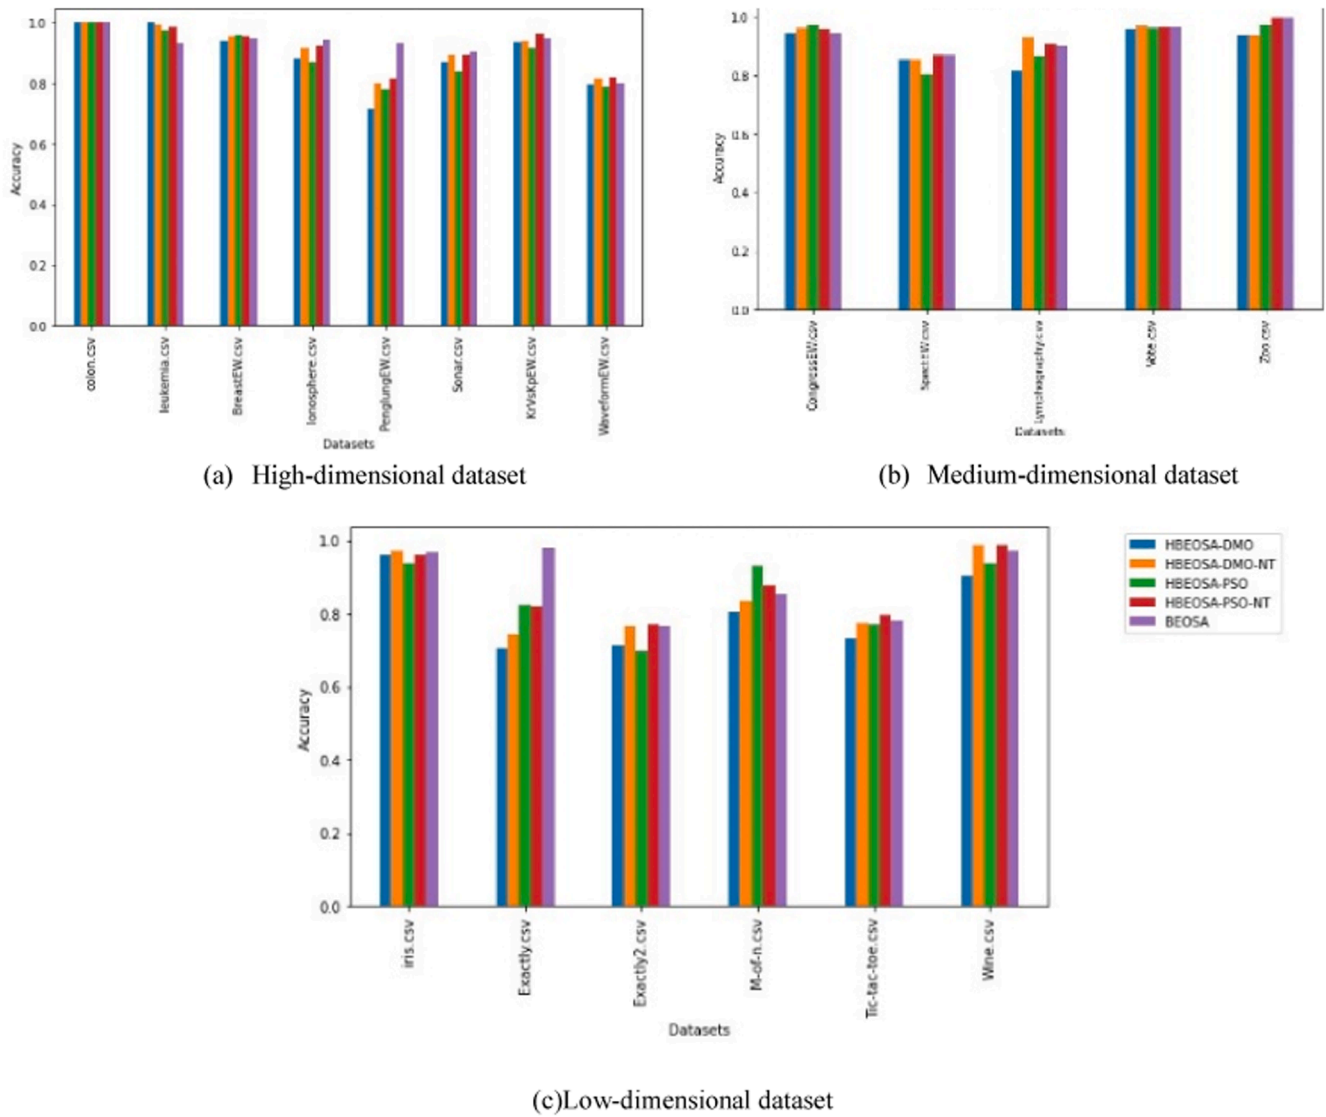 1.0
0.8
0.6
0.4
0.2
0.0
Accuracy
colon.csv
leukemia.csv
BreastEW.csv
Ionosphere.csv
PenglungEW.csv
Sonar.csv
KrVsKpEW.csv
WaveformEW.csv
Datasets
(a) High-dimensional dataset
1.0
0.8
0.6
0.4
0.2
0.0
Accuracy
CongressEW.csv
SpectEW.csv
Lymphography.csv
Vote.csv
Zoo.csv
Datasets
(b) Medium-dimensional dataset
1.0
0.8
0.6
0.4
0.2
0.0
Accuracy
iris.csv
Exactly.csv
Exactly2.csv
M-of-n.csv
Tic-tac-toe.csv
Wine.csv
Datasets
HBEOSA-DMO
HBEOSA-DMO-NT
HBEOSA-PSO
HBEOSA-PSO-NT
BEOSA
(c)Low-dimensional dataset